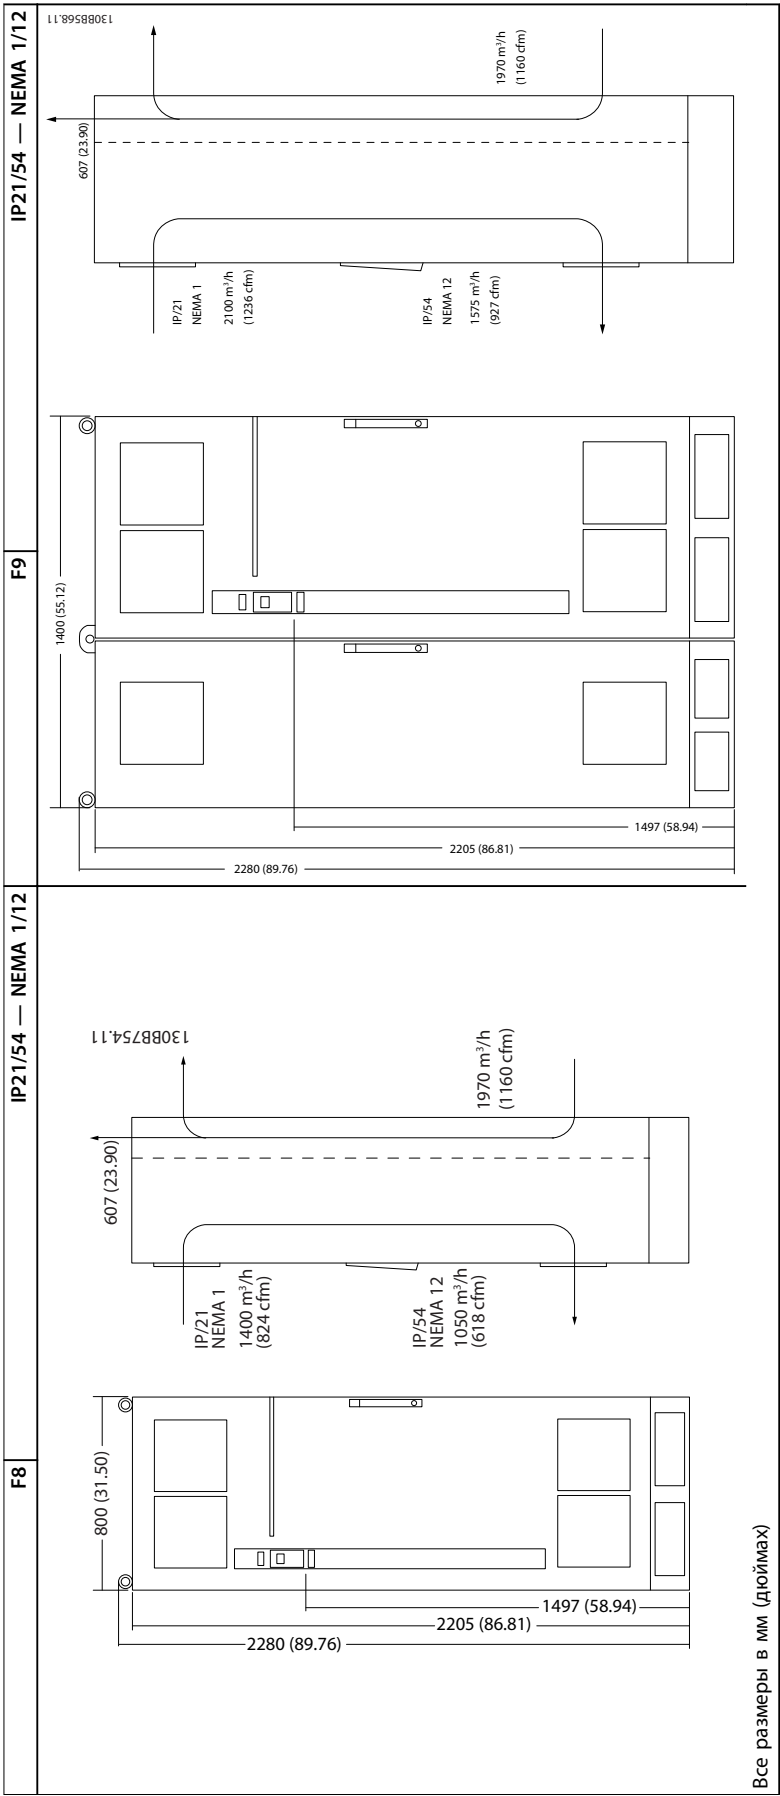 F8
IP21/54 — NEMA 1/12
F9
IP21/54 — NEMA 1/12
800 (31.50)
2280 (89.76)
2205 (86.81)
1497 (58.94)
IP/21
NEMA 1
1400 m³/h
(824 cfm)
IP/54
NEMA 12
1050 m³/h
(618 cfm)
607 (23.90)
1970 m³/h
(1160 cfm)
130BB754.11
1400 (55.12)
2280 (89.76)
2205 (86.81)
1497 (58.94)
IP/21
NEMA 1
2100 m³/h
(1236 cfm)
IP/54
NEMA 12
1575 m³/h
(927 cfm)
607 (23.90)
1970 m³/h
(1160 cfm)
130BB568.11
Все размеры в мм (дюймах)